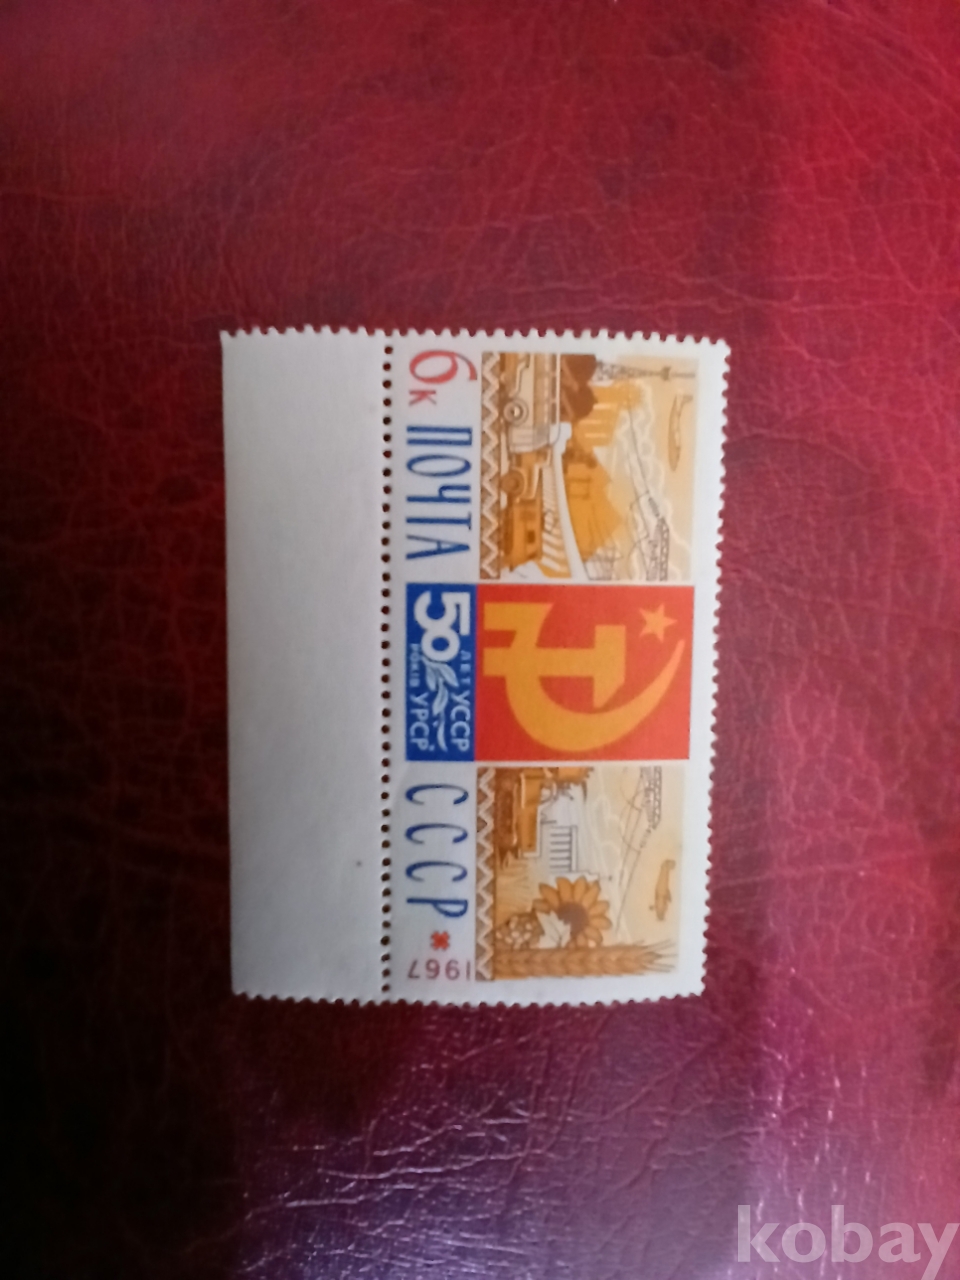 6к ПОЧТА
50 ЛЕТ УССР
РОКІВ УРСР
СССР * 1967
kobay